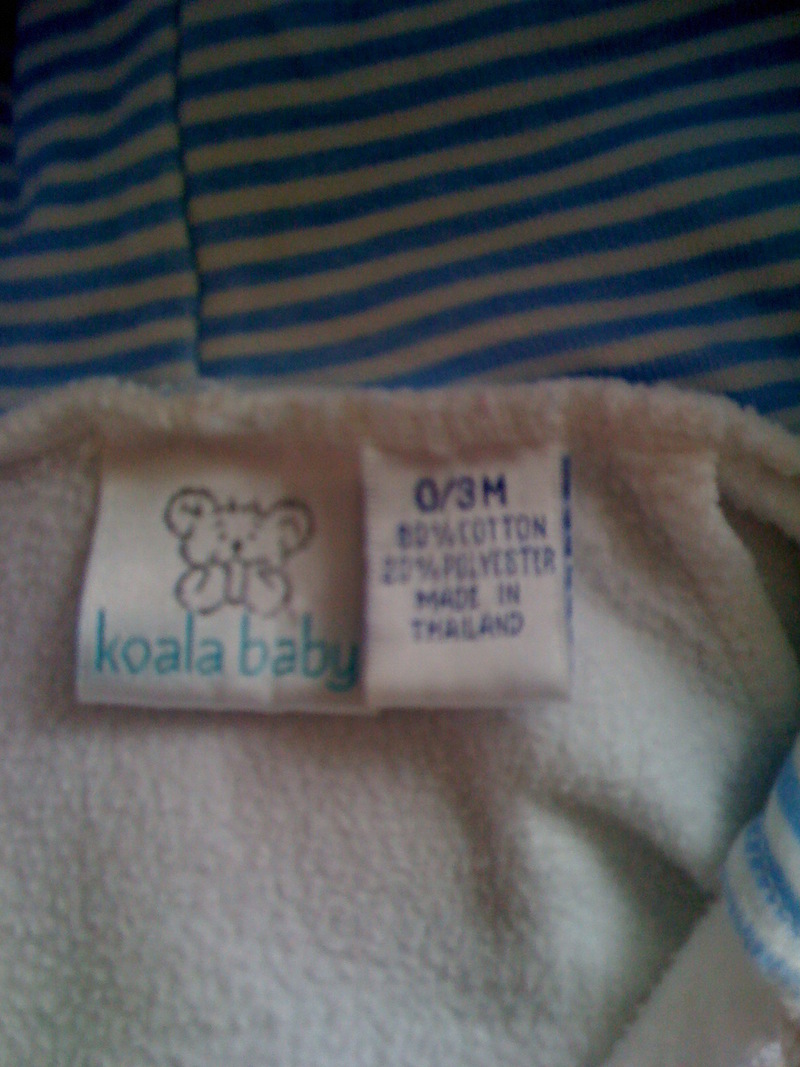 koala baby
0/3M
80% COTTON
20% POLYESTER
MADE IN
THAILAND